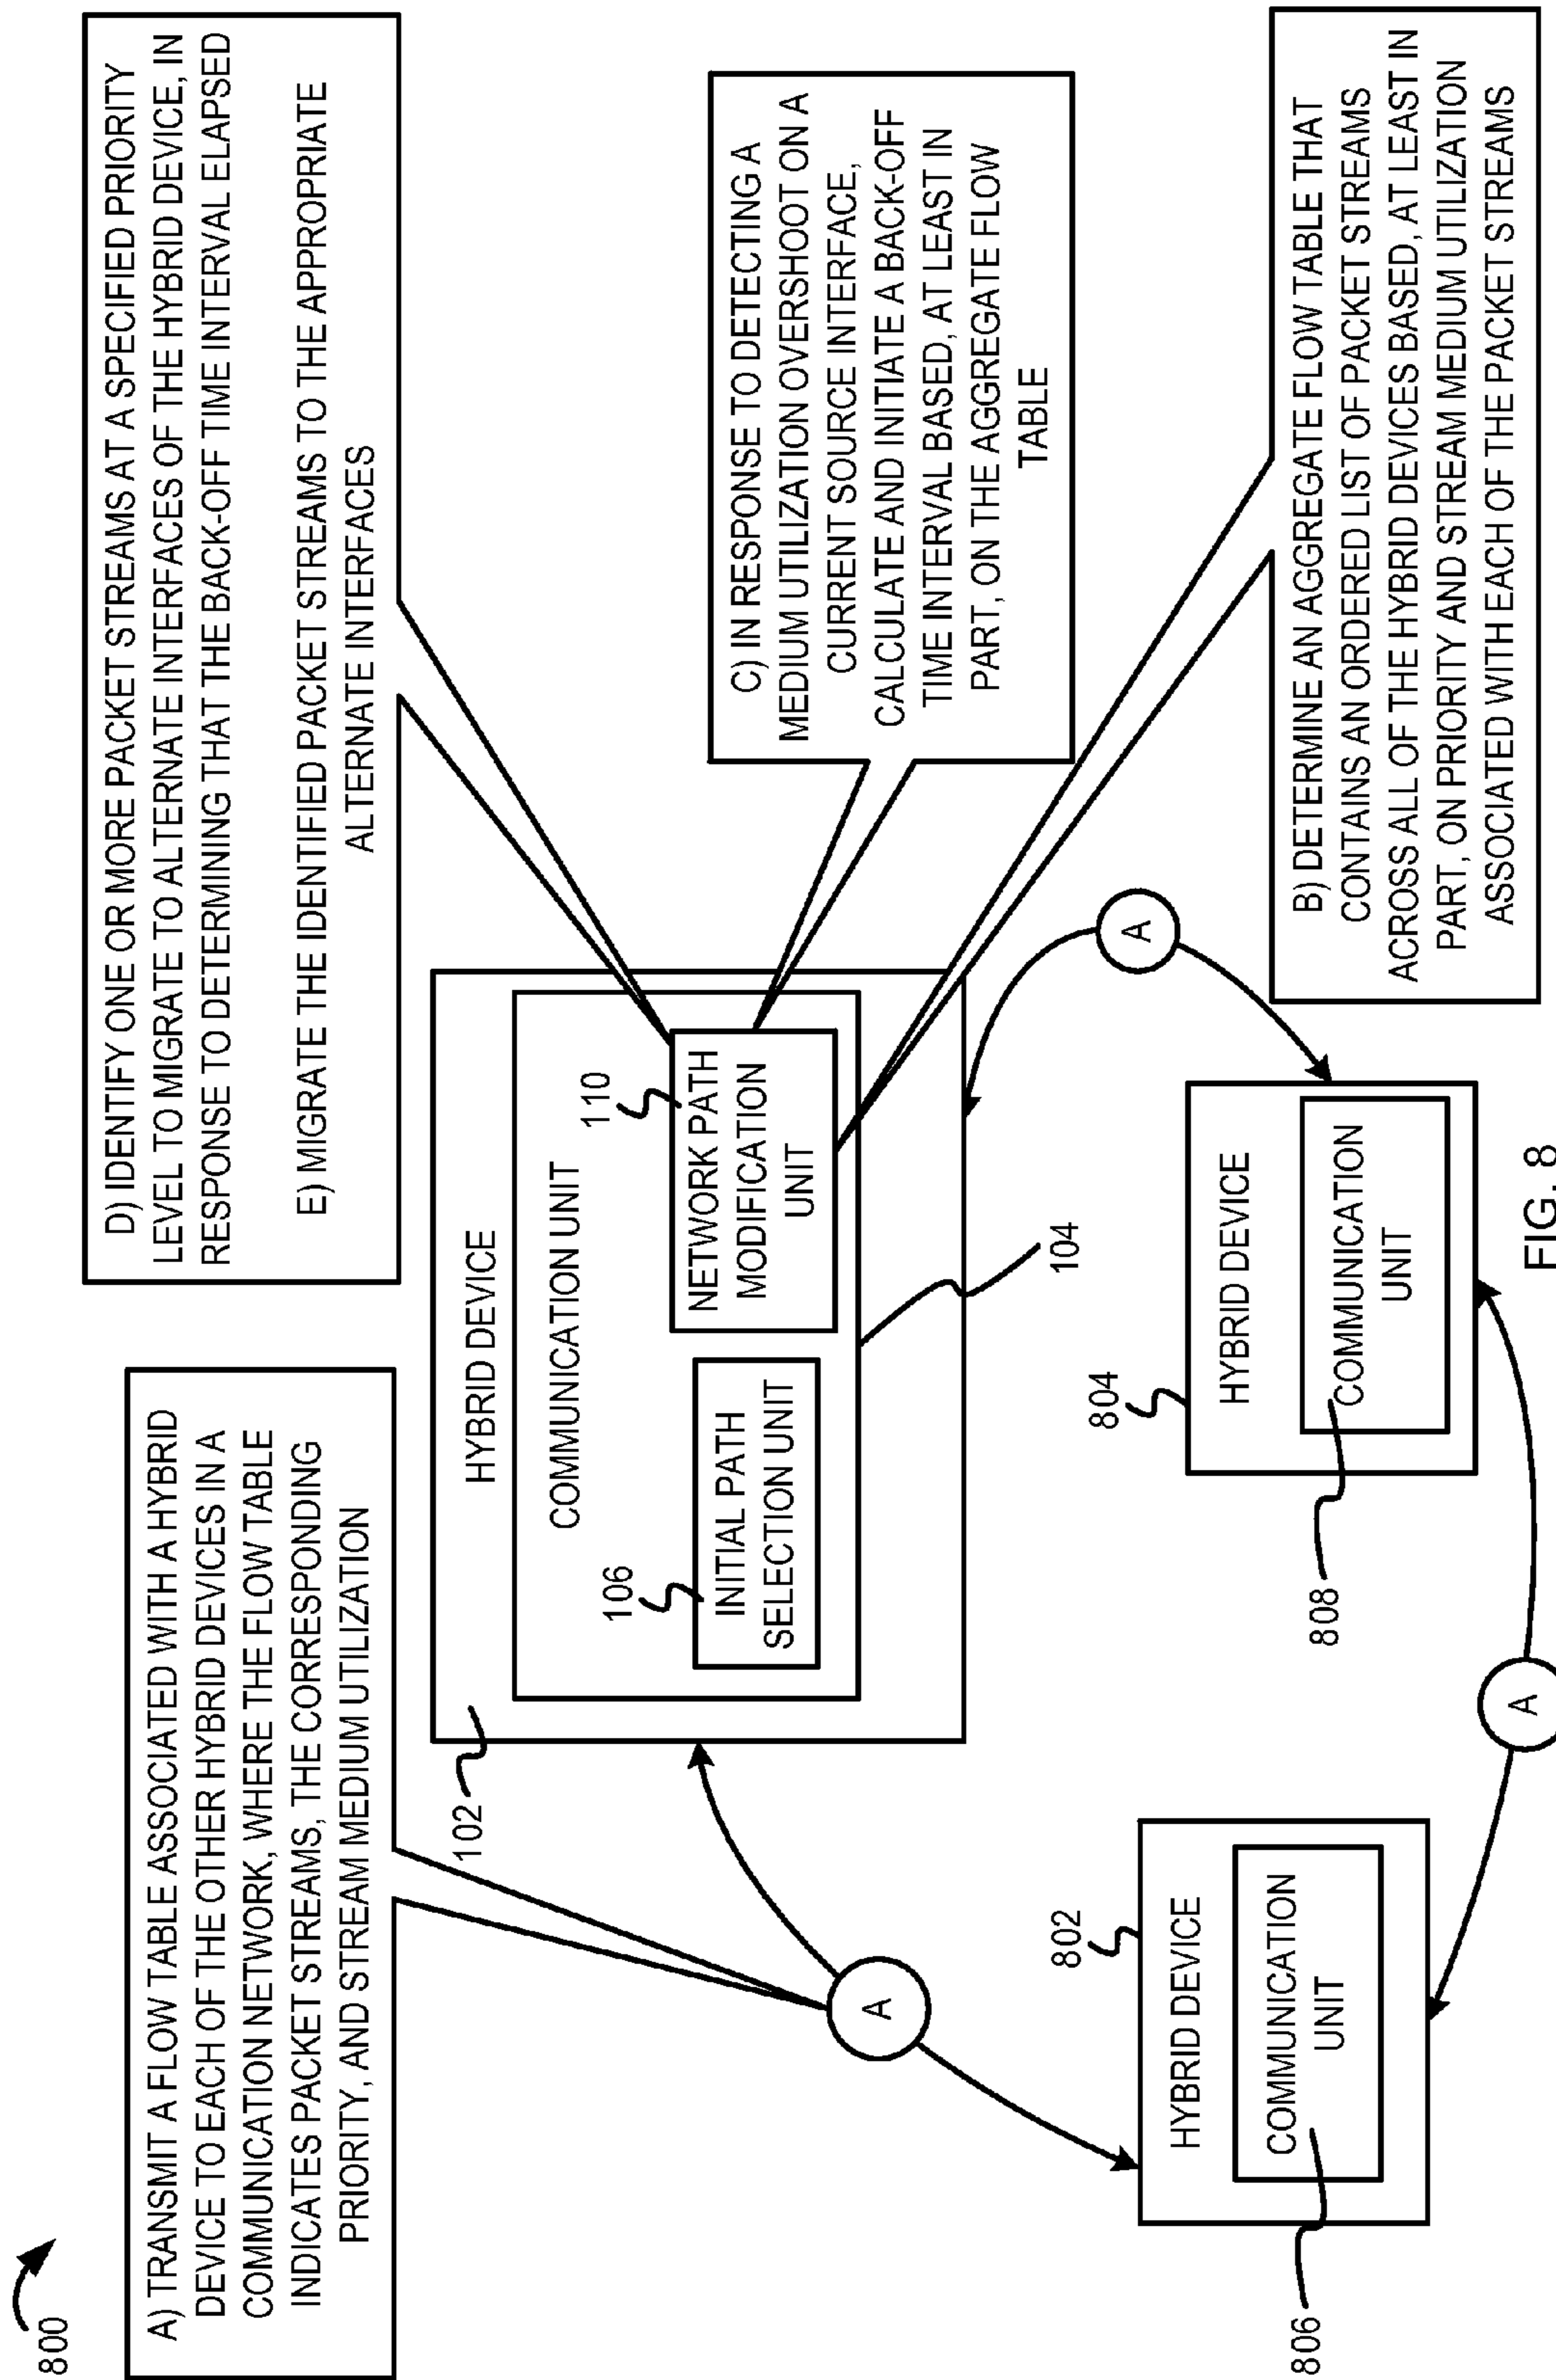 800
A) TRANSMIT A FLOW TABLE ASSOCIATED WITH A HYBRID
DEVICE TO EACH OF THE OTHER HYBRID DEVICES IN A
COMMUNICATION NETWORK, WHERE THE FLOW TABLE
INDICATES PACKET STREAMS, THE CORRESPONDING
PRIORITY, AND STREAM MEDIUM UTILIZATION
D) IDENTIFY ONE OR MORE PACKET STREAMS AT A SPECIFIED PRIORITY
LEVEL TO MIGRATE TO ALTERNATE INTERFACES OF THE HYBRID DEVICE, IN
RESPONSE TO DETERMINING THAT THE BACK-OFF TIME INTERVAL ELAPSED
E) MIGRATE THE IDENTIFIED PACKET STREAMS TO THE APPROPRIATE
ALTERNATE INTERFACES
102
HYBRID DEVICE
COMMUNICATION UNIT
106
INITIAL PATH
SELECTION UNIT
110
NETWORK PATH
MODIFICATION
UNIT
104
C) IN RESPONSE TO DETECTING A
MEDIUM UTILIZATION OVERSHOOT ON A
CURRENT SOURCE INTERFACE,
CALCULATE AND INITIATE A BACK-OFF
TIME INTERVAL BASED, AT LEAST IN
PART, ON THE AGGREGATE FLOW
TABLE
A
A
802
HYBRID DEVICE
COMMUNICATION
UNIT
806
804
HYBRID DEVICE
COMMUNICATION
UNIT
808
A
B) DETERMINE AN AGGREGATE FLOW TABLE THAT
CONTAINS AN ORDERED LIST OF PACKET STREAMS
ACROSS ALL OF THE HYBRID DEVICES BASED, AT LEAST IN
PART, ON PRIORITY AND STREAM MEDIUM UTILIZATION
ASSOCIATED WITH EACH OF THE PACKET STREAMS
FIG. 8